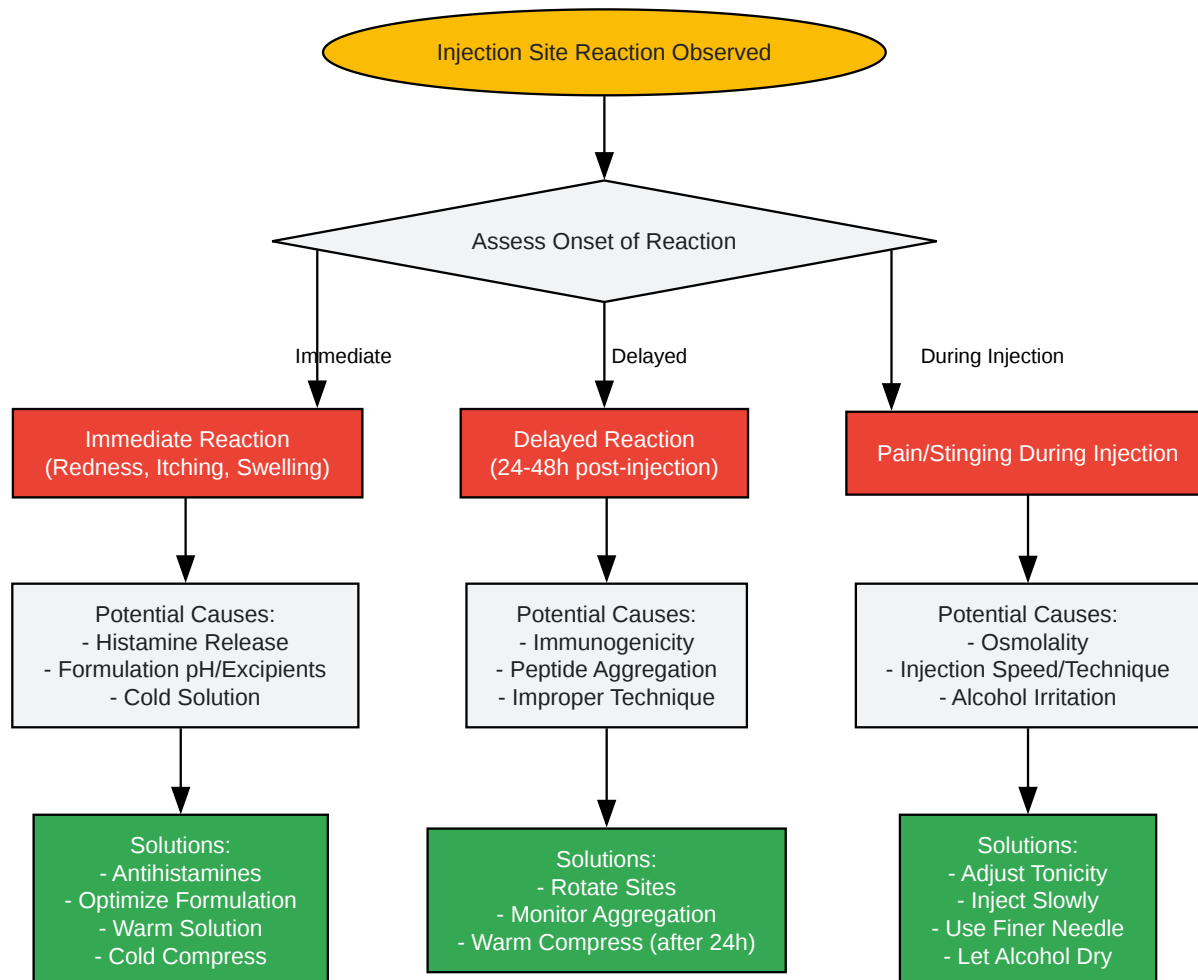 Injection Site Reaction Observed
Assess Onset of Reaction
Immediate
Delayed
During Injection
Immediate Reaction
(Redness, Itching, Swelling)
Delayed Reaction
(24-48h post-injection)
Pain/Stinging During Injection
Potential Causes:
- Histamine Release
- Formulation pH/Excipients
- Cold Solution
Potential Causes:
- Immunogenicity
- Peptide Aggregation
- Improper Technique
Potential Causes:
- Osmolality
- Injection Speed/Technique
- Alcohol Irritation
Solutions:
- Antihistamines
- Optimize Formulation
- Warm Solution
- Cold Compress
Solutions:
- Rotate Sites
- Monitor Aggregation
- Warm Compress (after 24h)
Solutions:
- Adjust Tonicity
- Inject Slowly
- Use Finer Needle
- Let Alcohol Dry